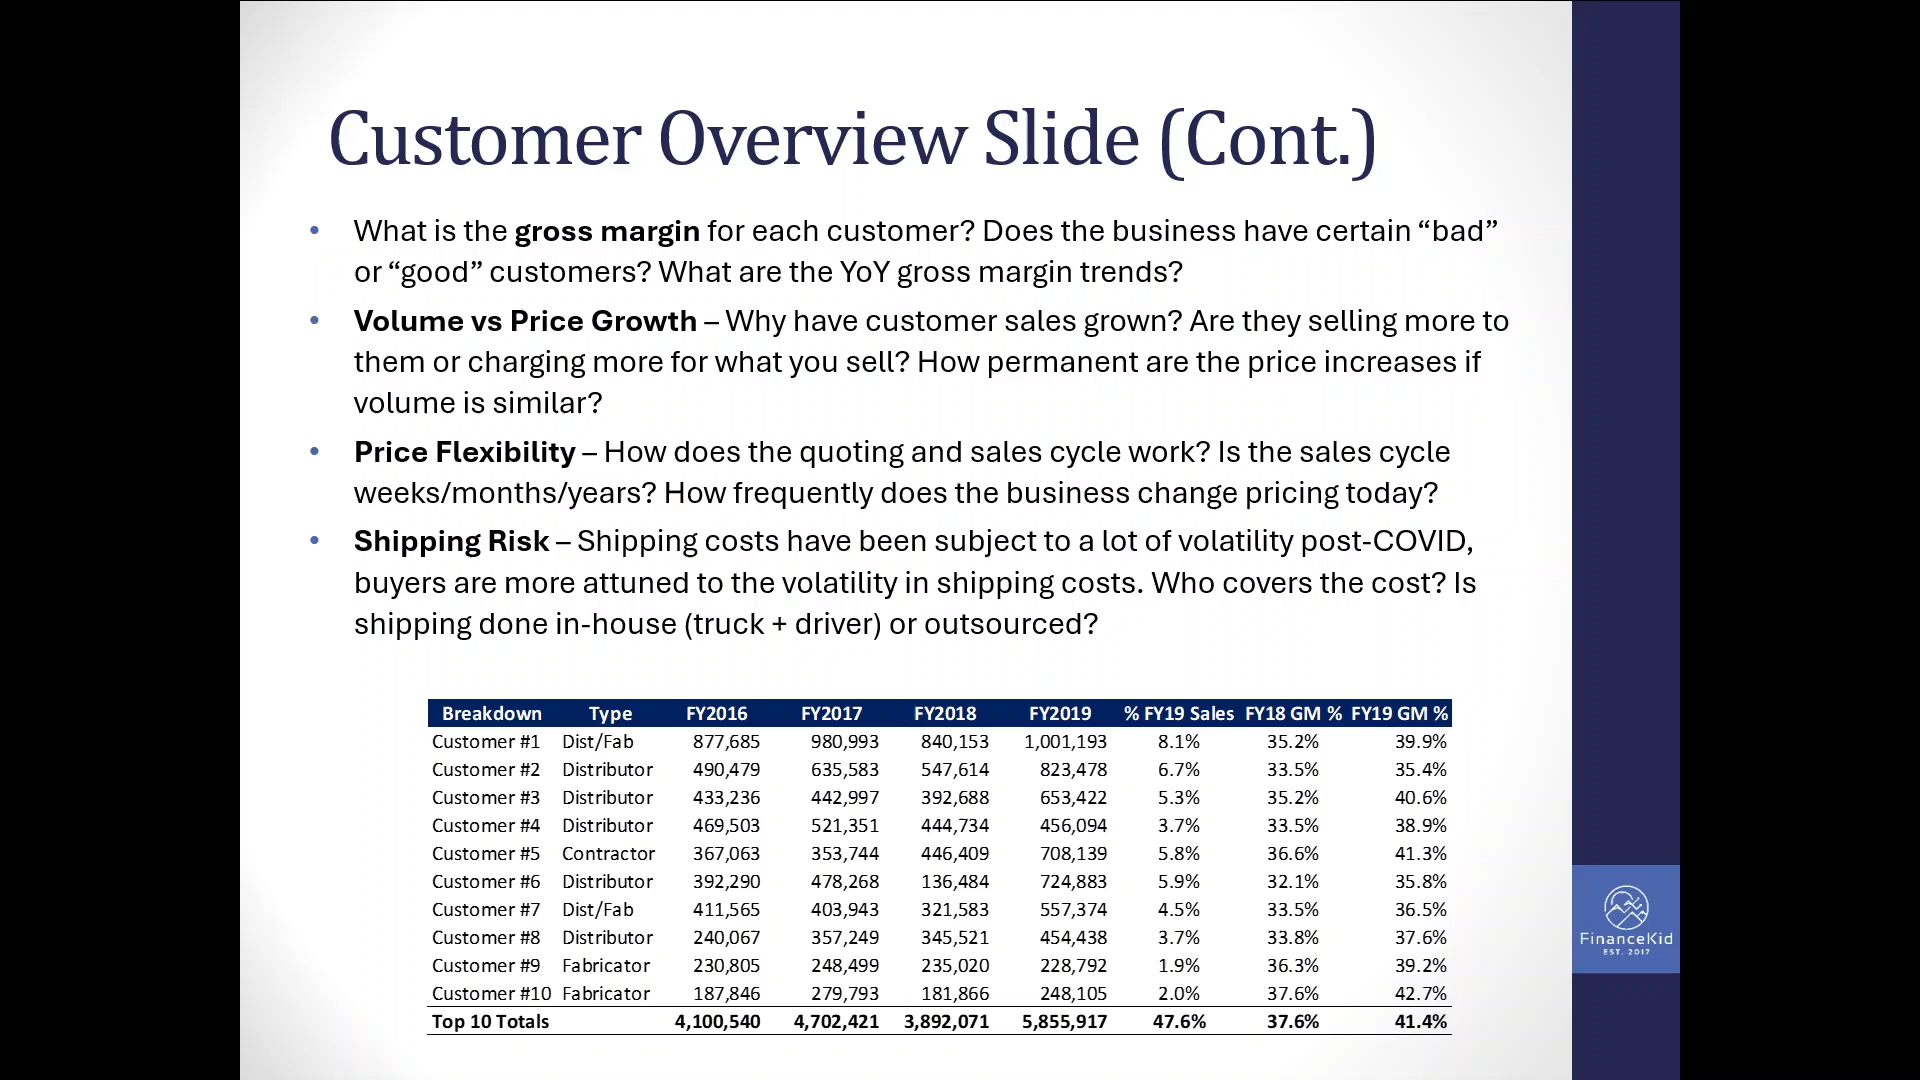 Customer Overview Slide (Cont.)
• What is the gross margin for each customer? Does the business have certain “bad”
or “good” customers? What are the YoY gross margin trends?
• Volume vs Price Growth – Why have customer sales grown? Are they selling more to
them or charging more for what you sell? How permanent are the price increases if
volume is similar?
• Price Flexibility – How does the quoting and sales cycle work? Is the sales cycle
weeks/months/years? How frequently does the business change pricing today?
• Shipping Risk – Shipping costs have been subject to a lot of volatility post-COVID,
buyers are more attuned to the volatility in shipping costs. Who covers the cost? Is
shipping done in-house (truck + driver) or outsourced?
Breakdown Type FY2016 FY2017 FY2018 FY2019 % FY19 Sales FY18 GM % FY19 GM %
Customer #1 Dist/Fab 877,685 980,993 840,153 1,001,193 8.1% 35.2% 39.9%
Customer #2 Distributor 490,479 635,583 547,614 823,478 6.7% 33.5% 35.4%
Customer #3 Distributor 433,236 442,997 392,688 653,422 5.3% 35.2% 40.6%
Customer #4 Distributor 469,503 521,351 444,734 456,094 3.7% 33.5% 38.9%
Customer #5 Contractor 367,063 353,744 446,409 708,139 5.8% 36.6% 41.3%
Customer #6 Distributor 392,290 478,268 136,484 724,883 5.9% 32.1% 35.8%
Customer #7 Dist/Fab 411,565 403,943 321,583 557,374 4.5% 33.5% 36.5%
Customer #8 Distributor 240,067 357,249 345,521 454,438 3.7% 33.8% 37.6%
Customer #9 Fabricator 230,805 248,499 235,020 228,792 1.9% 36.3% 39.2%
Customer #10 Fabricator 187,846 279,793 181,866 248,105 2.0% 37.6% 42.7%
Top 10 Totals 4,100,540 4,702,421 3,892,071 5,855,917 47.6% 37.6% 41.4%
FinanceKid
EST. 2017